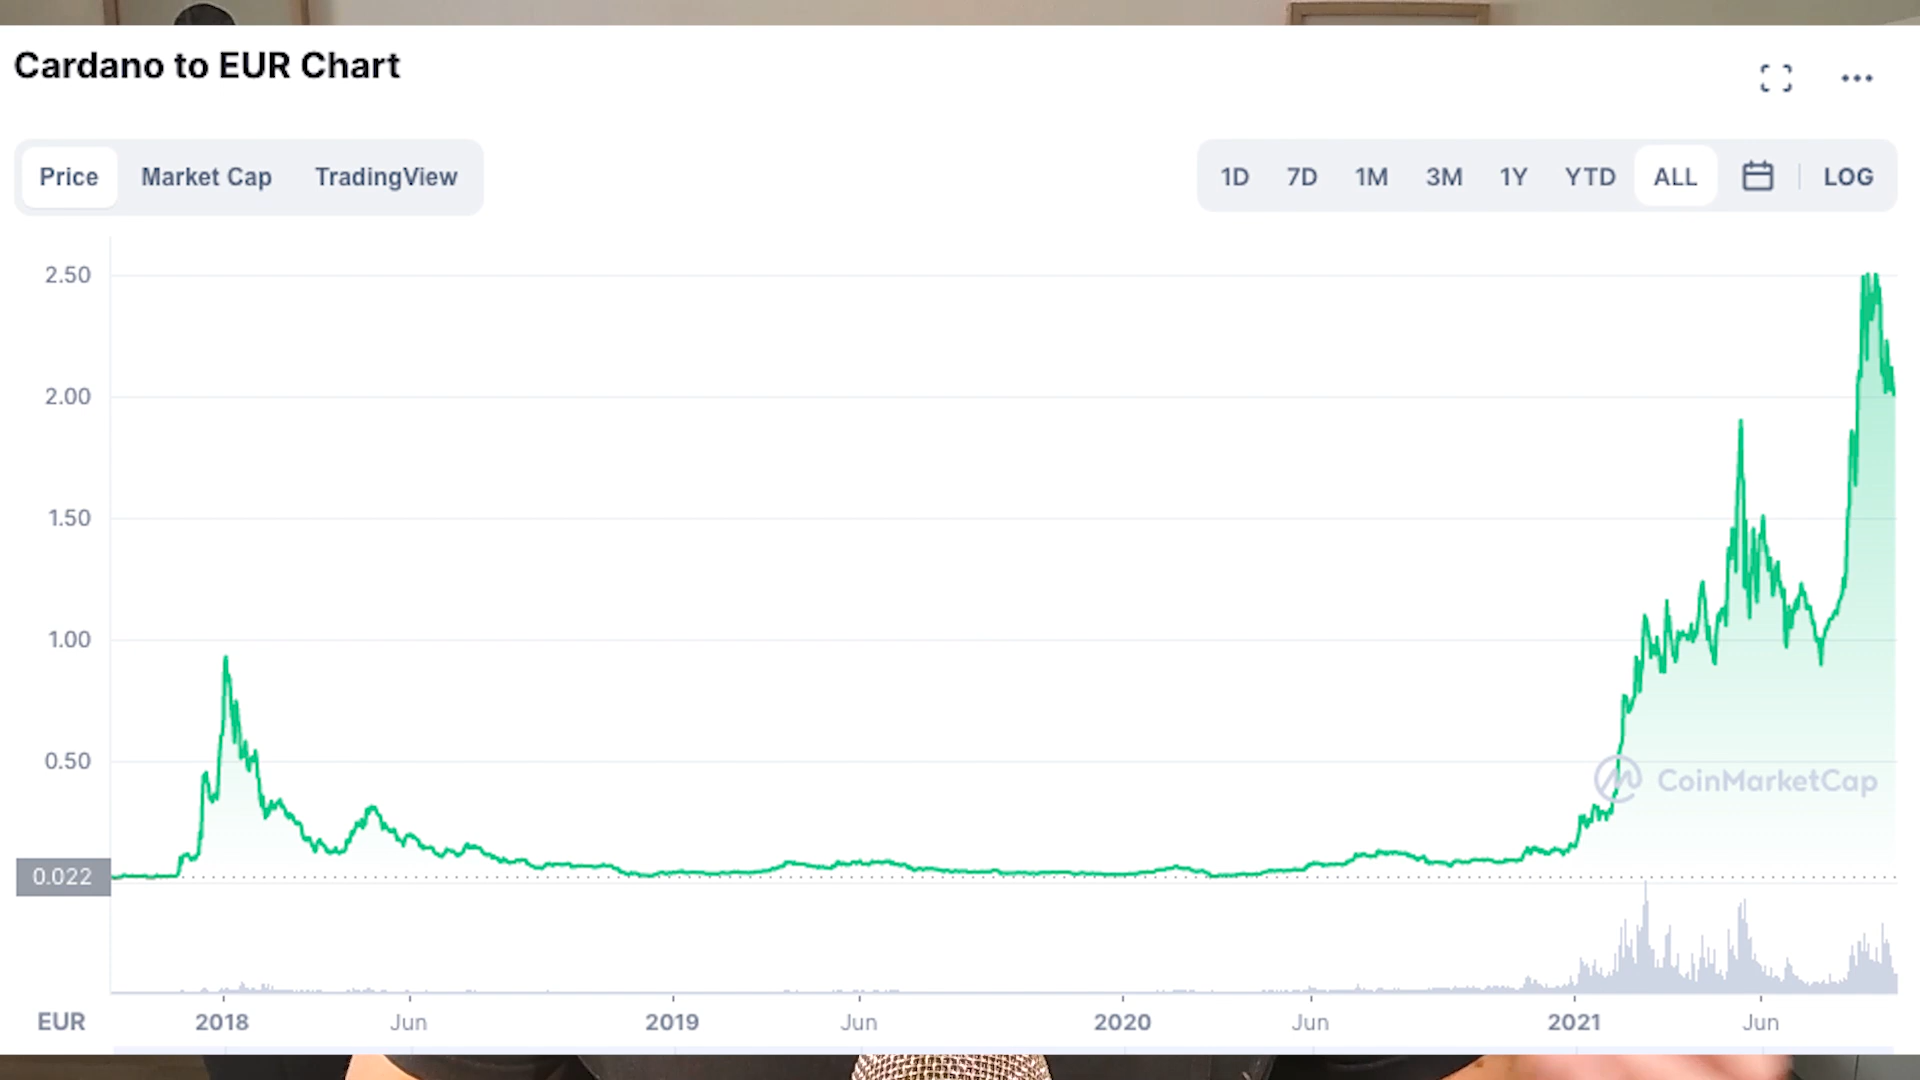 Cardano to EUR Chart
Price Market Cap TradingView
1D 7D 1M 3M 1Y YTD ALL LOG
2.50
2.00
1.50
1.00
0.50
0.022
CoinMarketCap
EUR 2018 Jun 2019 Jun 2020 Jun 2021 Jun